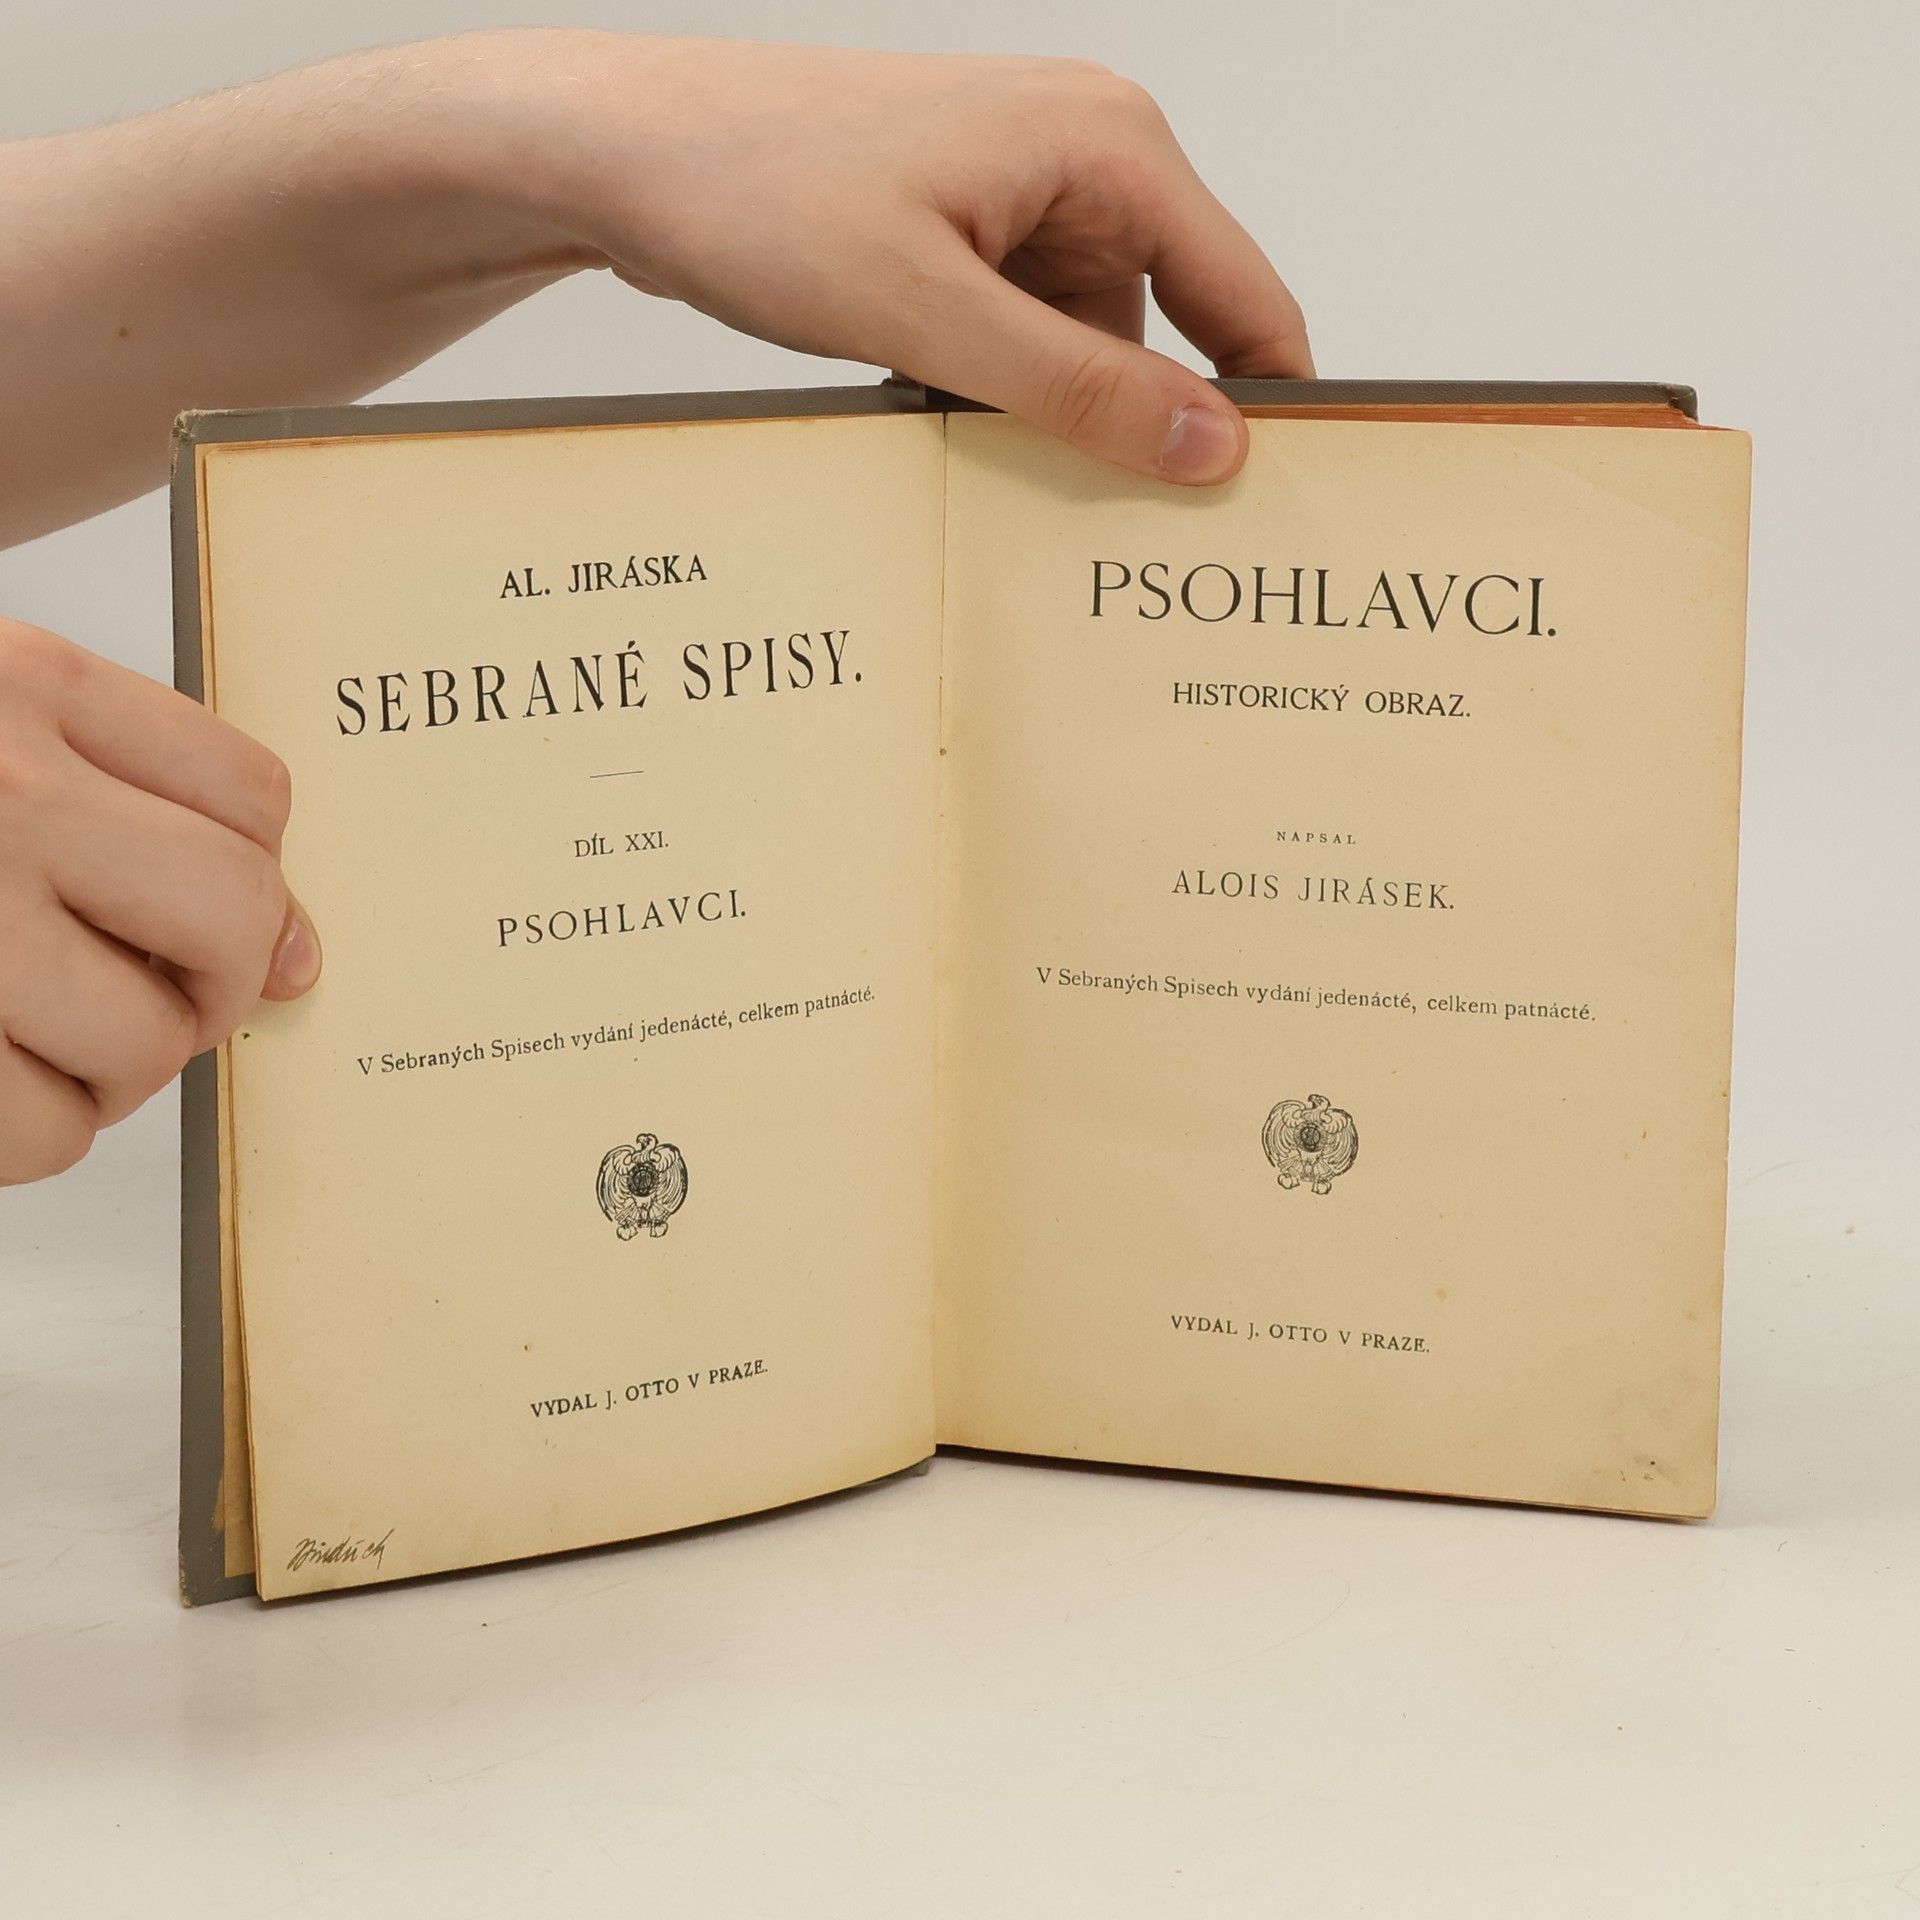 AL. JIRÁSKA
SEBRANÉ SPISY.
DÍL XXI.
PSOHLAVCI.
V Sebraných Spisech vydání jedenácté, celkem patnácté.
VYDAL J. OTTO V PRAZE.
PSOHLAVCI.
HISTORICKÝ OBRAZ.
NAPSAL
ALOIS JIRÁSEK.
V Sebraných Spisech vydání jedenácté, celkem patnácté.
VYDAL J. OTTO V PRAZE.